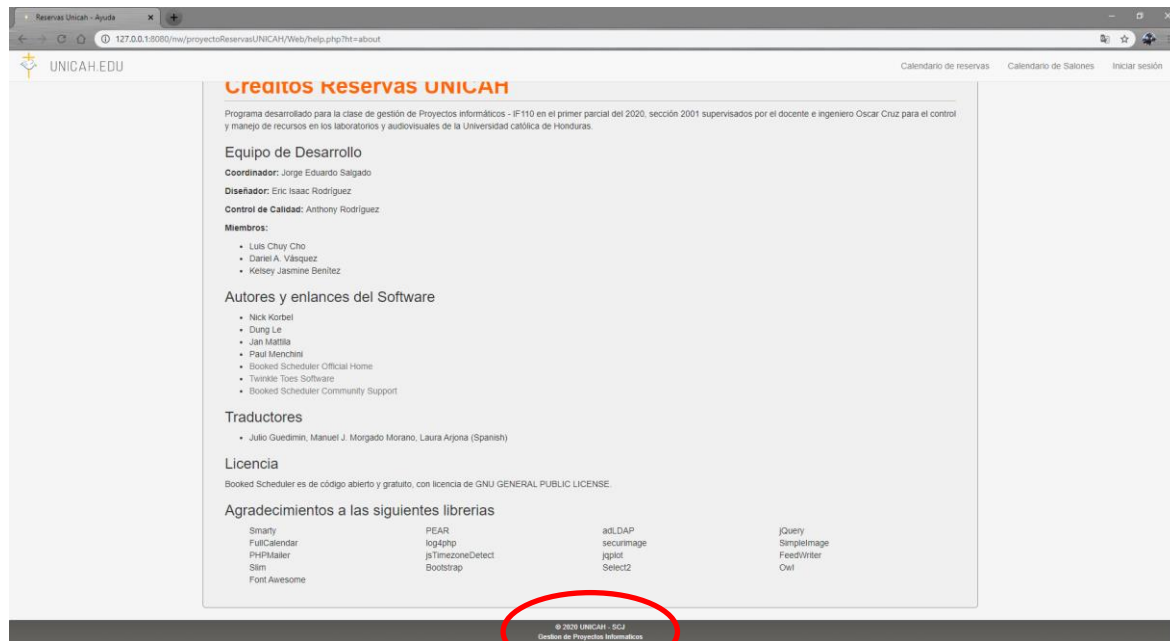 Reservas Unicah - Ayuda
127.0.0.1:8080/nw/proyectoReservasUNICAH/Web/help.php?ht=about
UNICAH.EDU
Calendario de reservas Calendario de Salones Iniciar sesión
Créditos Reservas UNICAH
Programa desarrollado para la clase de gestión de Proyectos informáticos - IF110 en el primer parcial del 2020, sección 2001 supervisados por el docente e ingeniero Oscar Cruz para el control
y manejo de recursos en los laboratorios y audiovisuales de la Universidad católica de Honduras.
Equipo de Desarrollo
Coordinador: Jorge Eduardo Salgado
Diseñador: Eric Isaac Rodríguez
Control de Calidad: Anthony Rodríguez
Miembros:
Luis Chuy Cho
Dariel A. Vásquez
Kelsey Jasmine Benítez
Autores y enlances del Software
Nick Korbel
Dung Le
Jan Mattila
Paul Menchini
Booked Scheduler Official Home
Twinkle Toes Software
Booked Scheduler Community Support
Traductores
Julio Guedimin, Manuel J. Morgado Morano, Laura Arjona (Spanish)
Licencia
Booked Scheduler es de código abierto y gratuito, con licencia de GNU GENERAL PUBLIC LICENSE.
Agradecimientos a las siguientes librerias
Smarty PEAR adLDAP jQuery
FullCalendar log4php securimage SimpleImage
PHPMailer jsTimezoneDetect jqplot FeedWriter
Slim Bootstrap Select2 Owl
Font Awesome
© 2020 UNICAH - SCJ
Gestion de Proyectos Informaticos